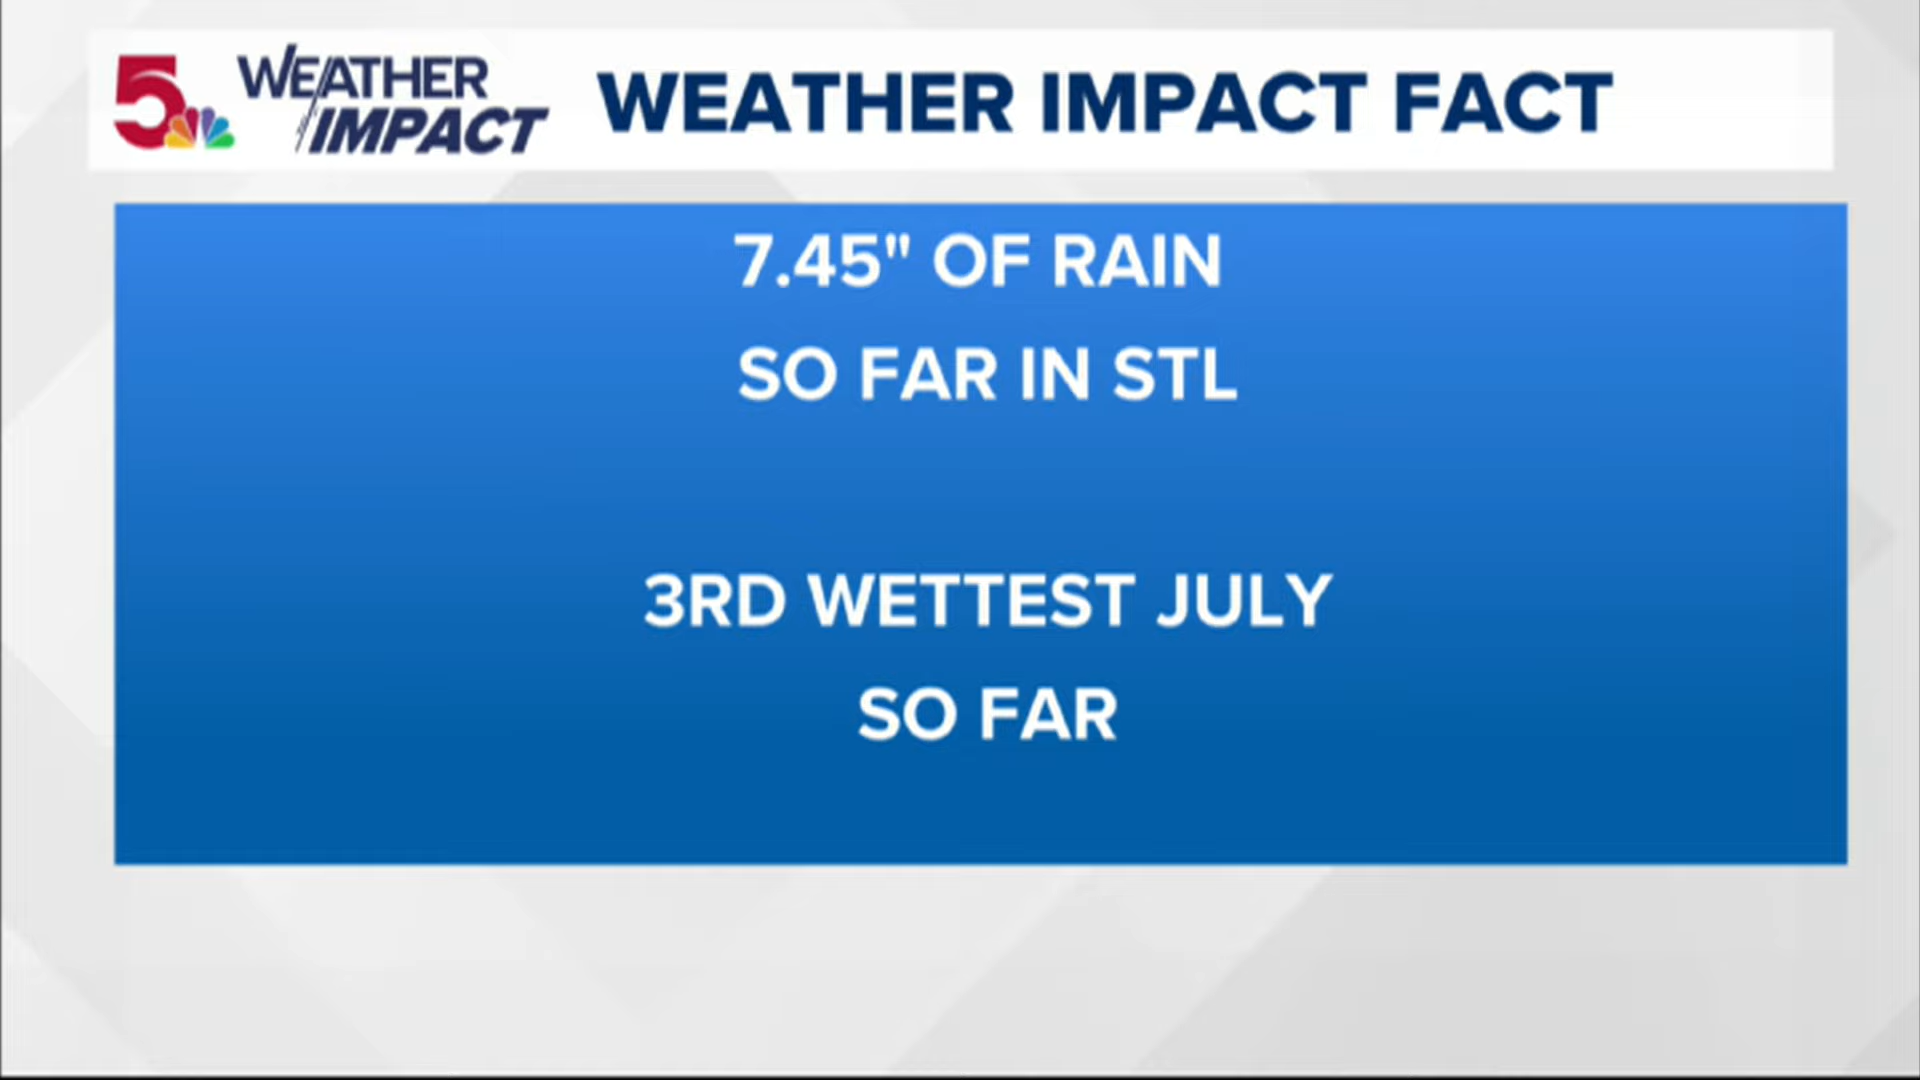 5 WEATHER IMPACT
WEATHER IMPACT FACT
7.45" OF RAIN
SO FAR IN STL
3RD WETTEST JULY
SO FAR